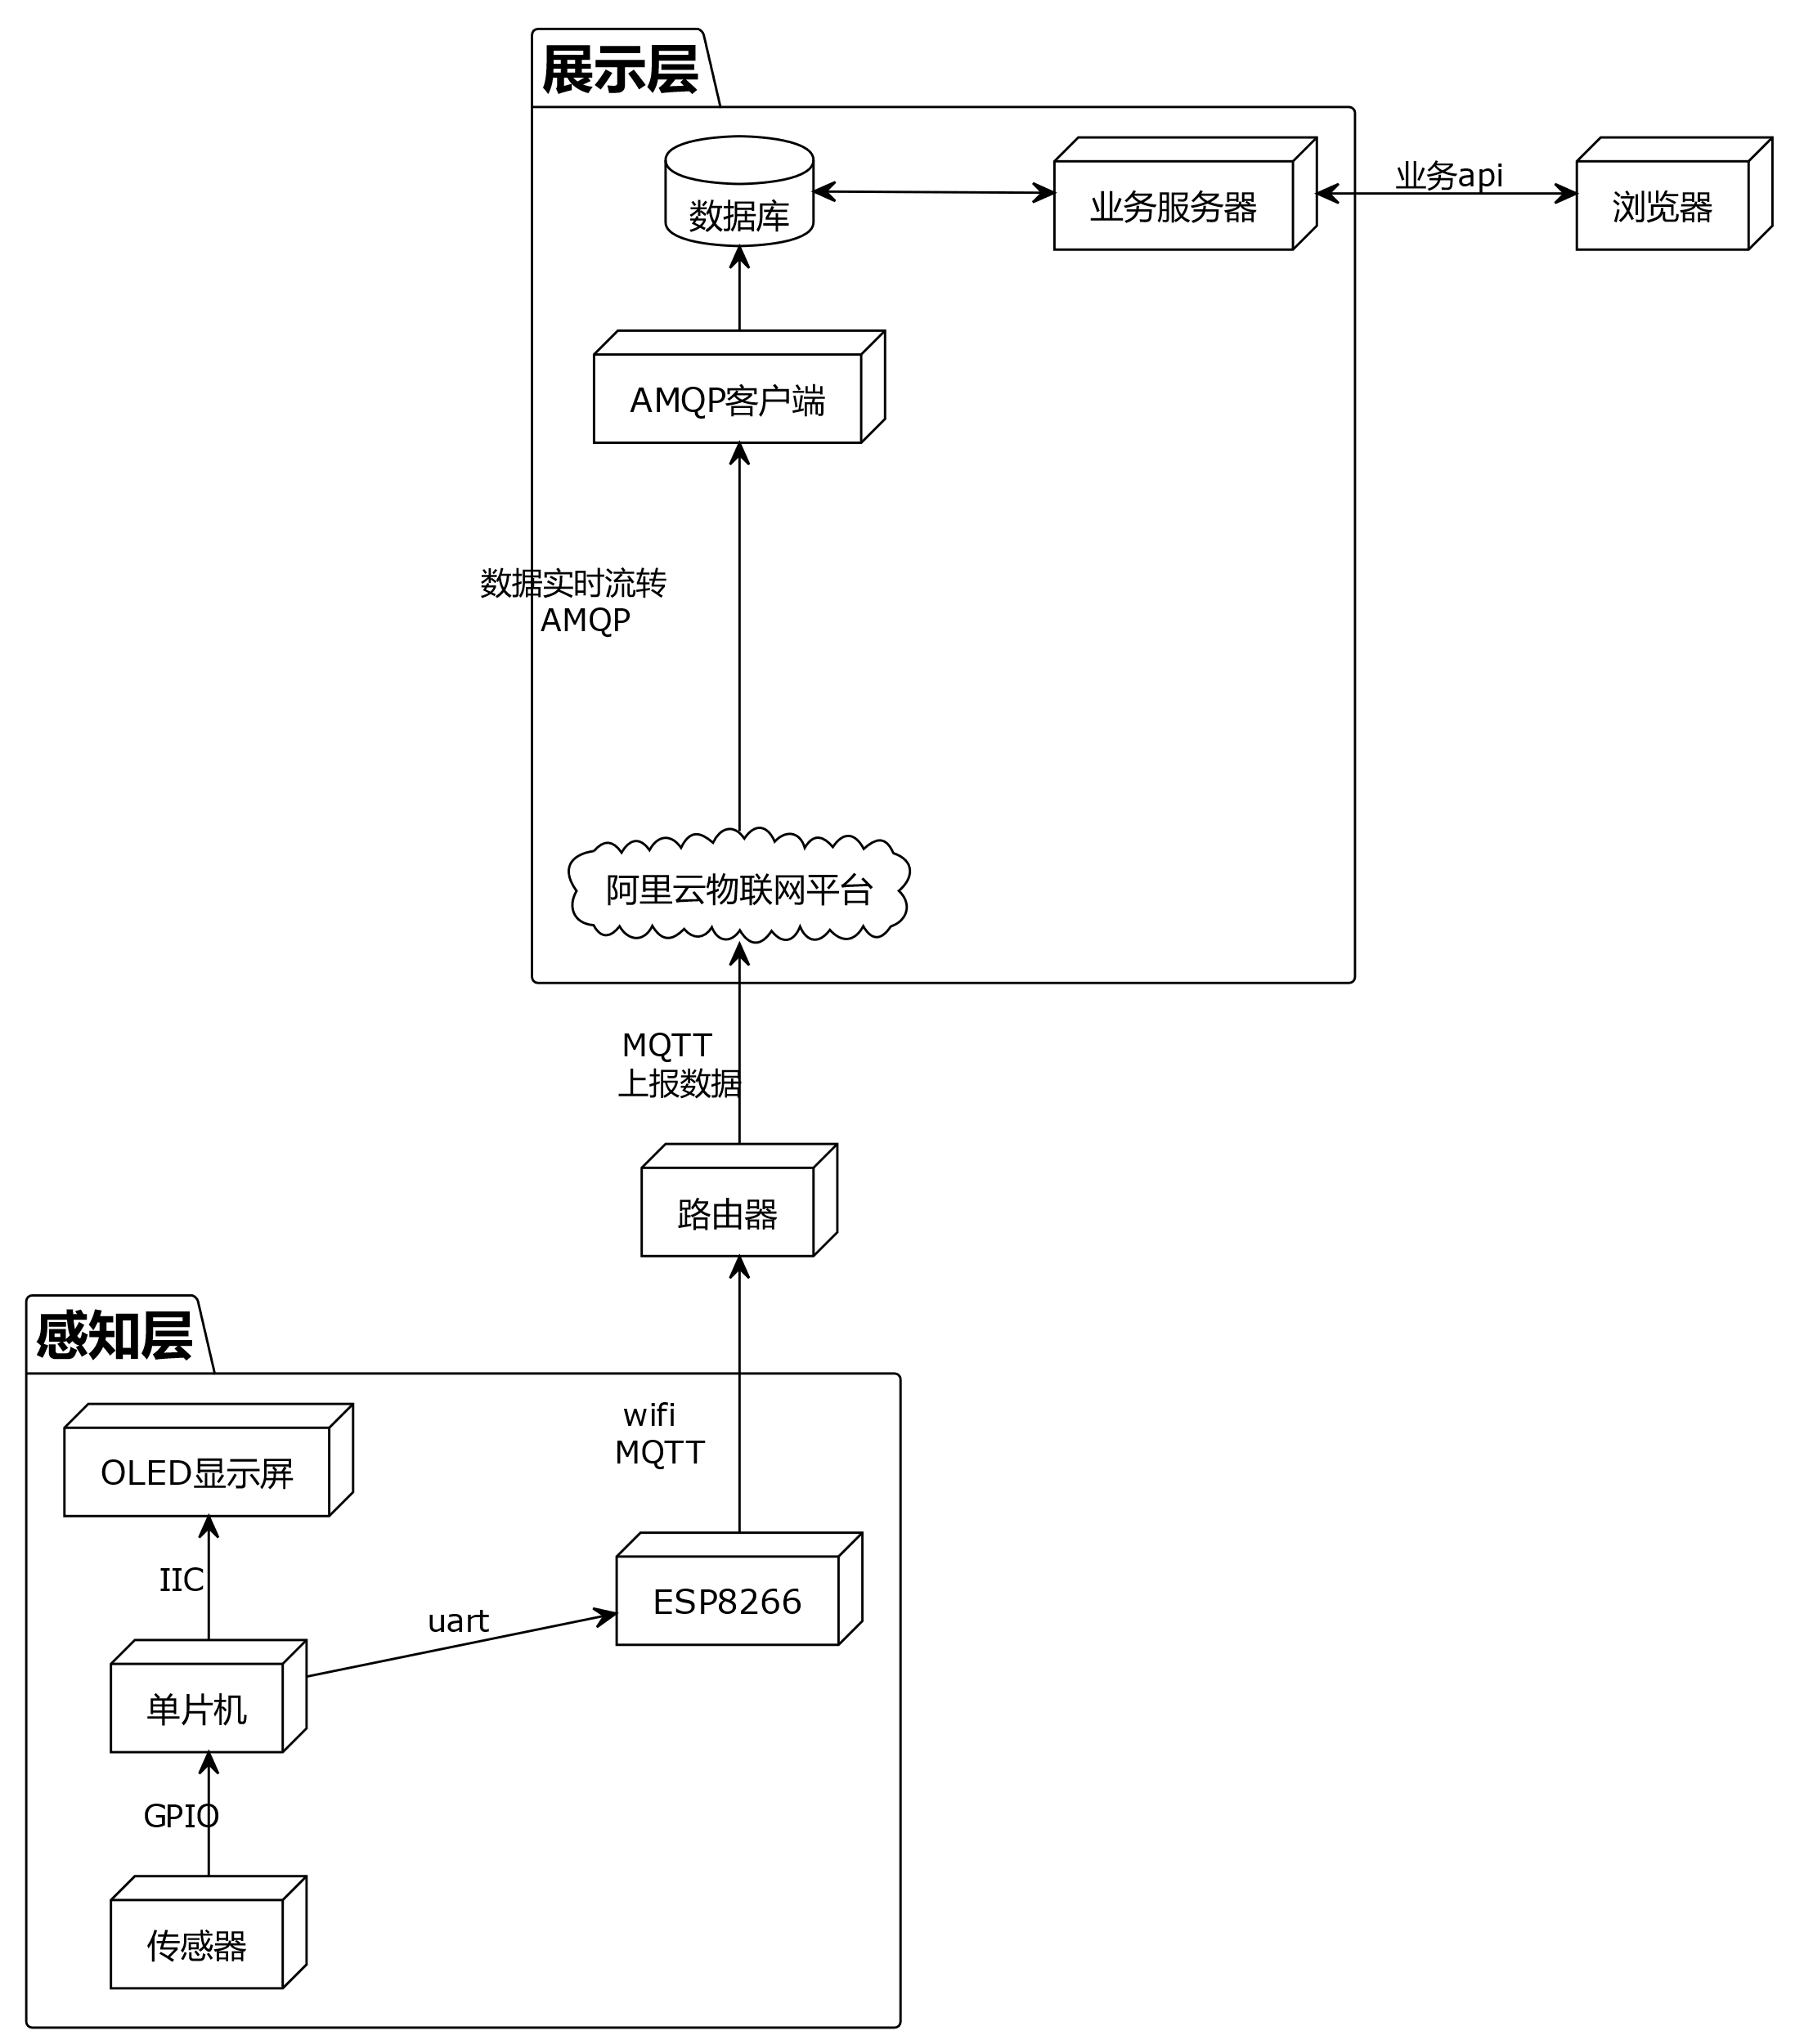 展示层
数据库
业务服务器
业务api
浏览器
AMQP客户端
数据实时流转
AMQP
阿里云物联网平台
MQTT
上报数据
路由器
感知层
wifi
MQTT
OLED显示屏
IIC
ESP8266
uart
单片机
GPIO
传感器